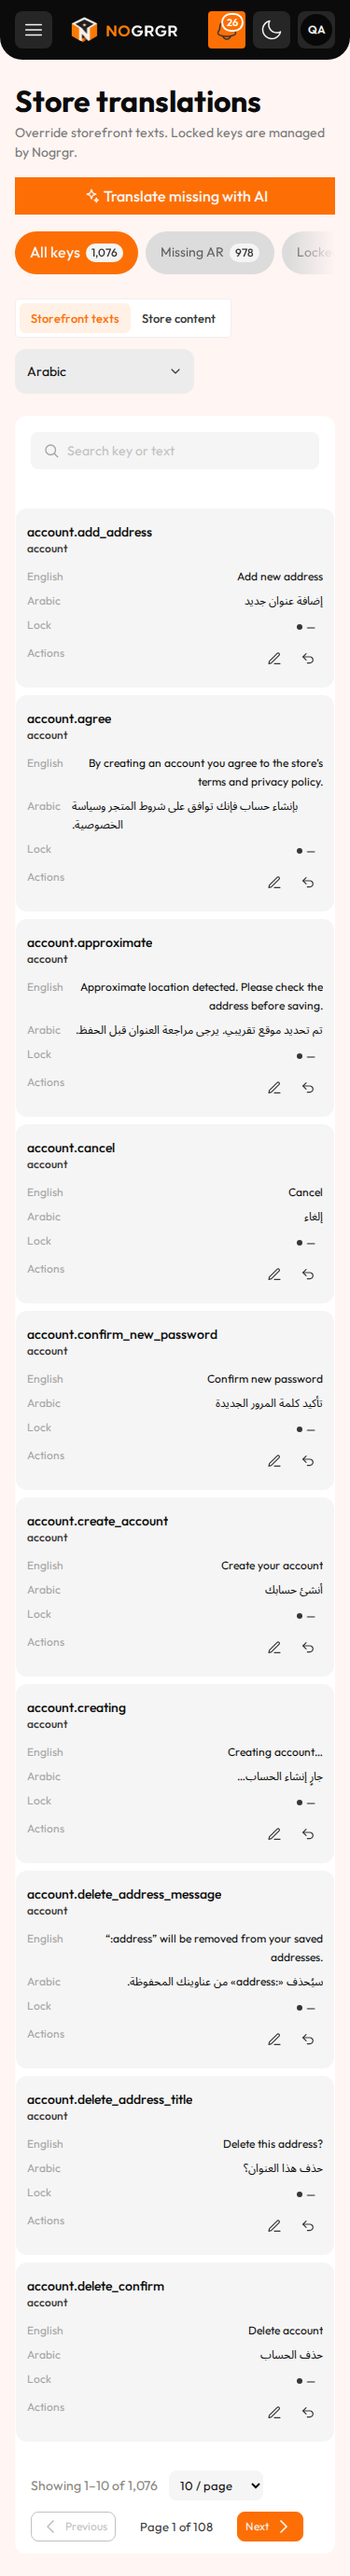 NOGRGR
26
QA
Store translations
Override storefront texts. Locked keys are managed
by Nogrgr.
Translate missing with AI
All keys 1,076
Missing AR 978
Storefront texts
Store content
Arabic
Search key or text
account.add_address
account
English Add new address
Arabic إضافة عنوان جديد
Lock –
Actions
account.agree
account
English By creating an account you agree to the store's
terms and privacy policy.
Arabic بإنشاء حساب فإنك توافق على شروط المتجر وسياسة
الخصوصية.
Lock –
Actions
account.approximate
account
English Approximate location detected. Please check the
address before saving.
Arabic تم تحديد موقع تقريبي. يرجى مراجعة العنوان قبل الحفظ.
Lock –
Actions
account.cancel
account
English Cancel
Arabic إلغاء
Lock –
Actions
account.confirm_new_password
account
English Confirm new password
Arabic تأكيد كلمة المرور الجديدة
Lock –
Actions
account.create_account
account
English Create your account
Arabic أنشئ حسابك
Lock –
Actions
account.creating
account
English Creating account…
Arabic جارٍ إنشاء الحساب…
Lock –
Actions
account.delete_address_message
account
English “:address” will be removed from your saved
addresses.
Arabic سيُحذف «:address» من عناوينك المحفوظة.
Lock –
Actions
account.delete_address_title
account
English Delete this address?
Arabic حذف هذا العنوان؟
Lock –
Actions
account.delete_confirm
account
English Delete account
Arabic حذف الحساب
Lock –
Actions
Showing 1–10 of 1,076
10 / page
Previous
Page 1 of 108
Next